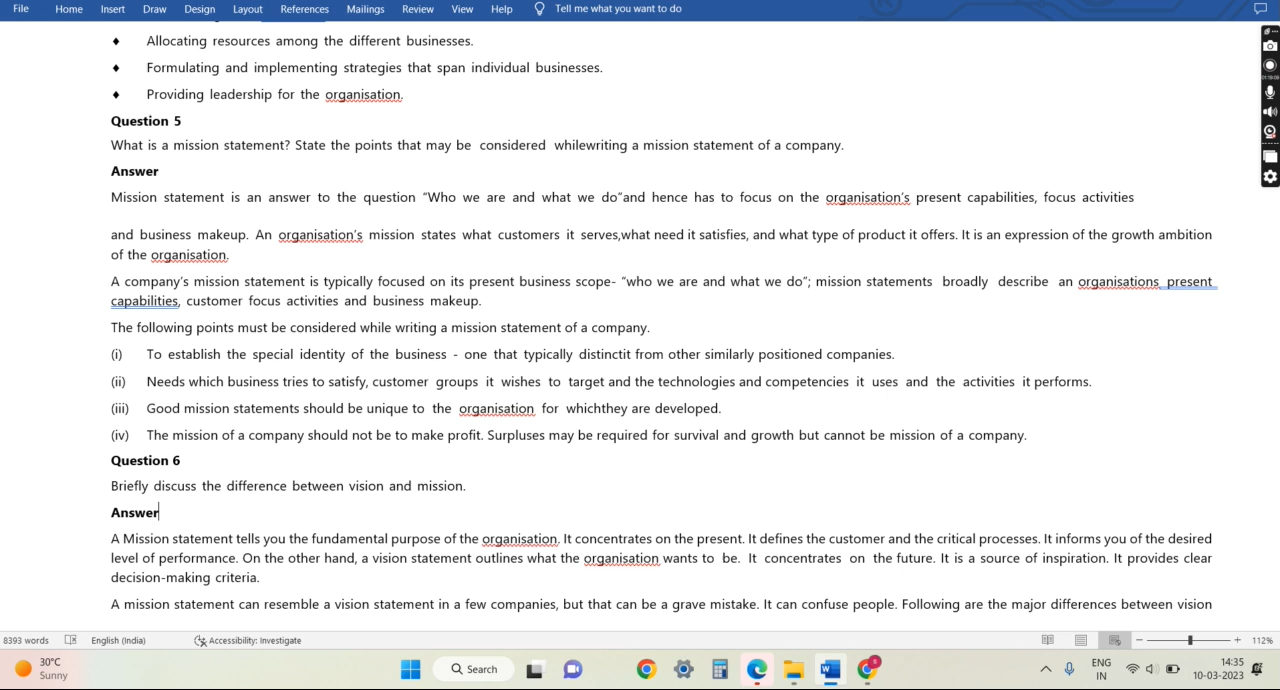 File Home Insert Draw Design Layout References Mailings Review View Help Tell me what you want to do
♦ Allocating resources among the different businesses.
♦ Formulating and implementing strategies that span individual businesses.
♦ Providing leadership for the organisation.
Question 5
What is a mission statement? State the points that may be considered whilewriting a mission statement of a company.
Answer
Mission statement is an answer to the question “Who we are and what we do”and hence has to focus on the organisation’s present capabilities, focus activities
and business makeup. An organisation’s mission states what customers it serves,what need it satisfies, and what type of product it offers. It is an expression of the growth ambition
of the organisation.
A company’s mission statement is typically focused on its present business scope- “who we are and what we do”; mission statements broadly describe an organisations present
capabilities, customer focus activities and business makeup.
The following points must be considered while writing a mission statement of a company.
(i) To establish the special identity of the business - one that typically distinctit from other similarly positioned companies.
(ii) Needs which business tries to satisfy, customer groups it wishes to target and the technologies and competencies it uses and the activities it performs.
(iii) Good mission statements should be unique to the organisation for whichthey are developed.
(iv) The mission of a company should not be to make profit. Surpluses may be required for survival and growth but cannot be mission of a company.
Question 6
Briefly discuss the difference between vision and mission.
Answer
A Mission statement tells you the fundamental purpose of the organisation. It concentrates on the present. It defines the customer and the critical processes. It informs you of the desired
level of performance. On the other hand, a vision statement outlines what the organisation wants to be. It concentrates on the future. It is a source of inspiration. It provides clear
decision-making criteria.
A mission statement can resemble a vision statement in a few companies, but that can be a grave mistake. It can confuse people. Following are the major differences between vision
8393 words English (India) Accessibility: Investigate 112%
30°C
Sunny
Search
ENG
IN
14:35
10-03-2023